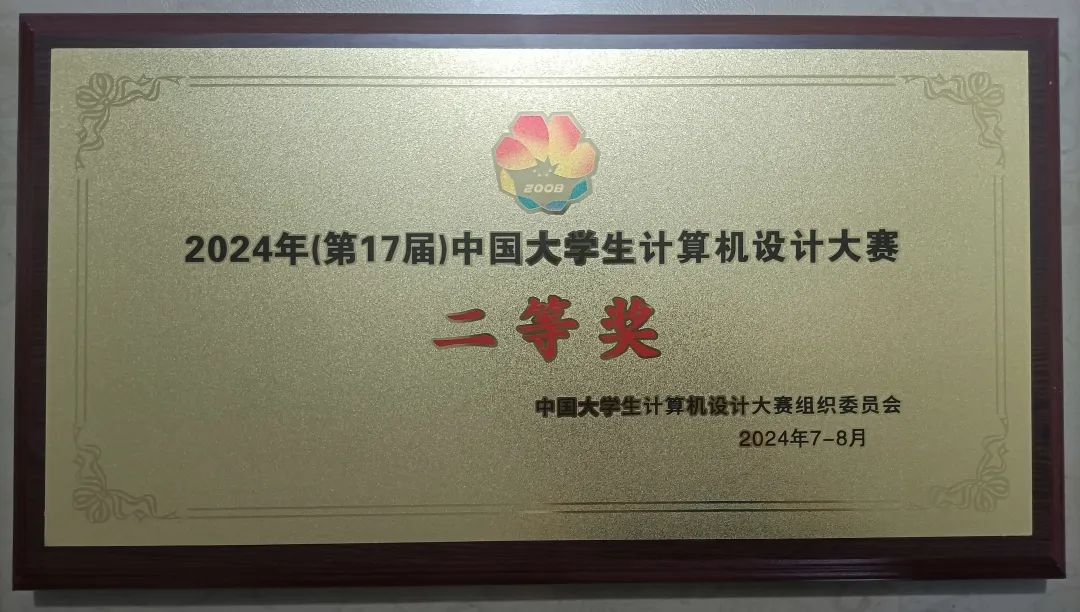 2008
2024年(第17届)中国大学生计算机设计大赛
二等奖
中国大学生计算机设计大赛组织委员会
2024年7-8月